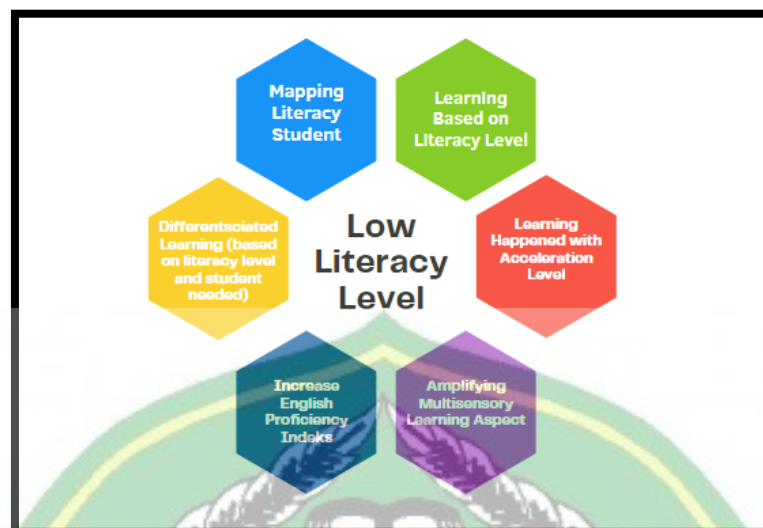 Mapping
Literacy
Student
Learning
Based on
Literacy Level
Differentsciated
Learning (based
on literacy level
and student
needed)
Low
Literacy
Level
Learning
Happened with
Acceleration
Level
Increase
English
Proficiency
Indeks
Amplifying
Multisensory
Learning Aspect